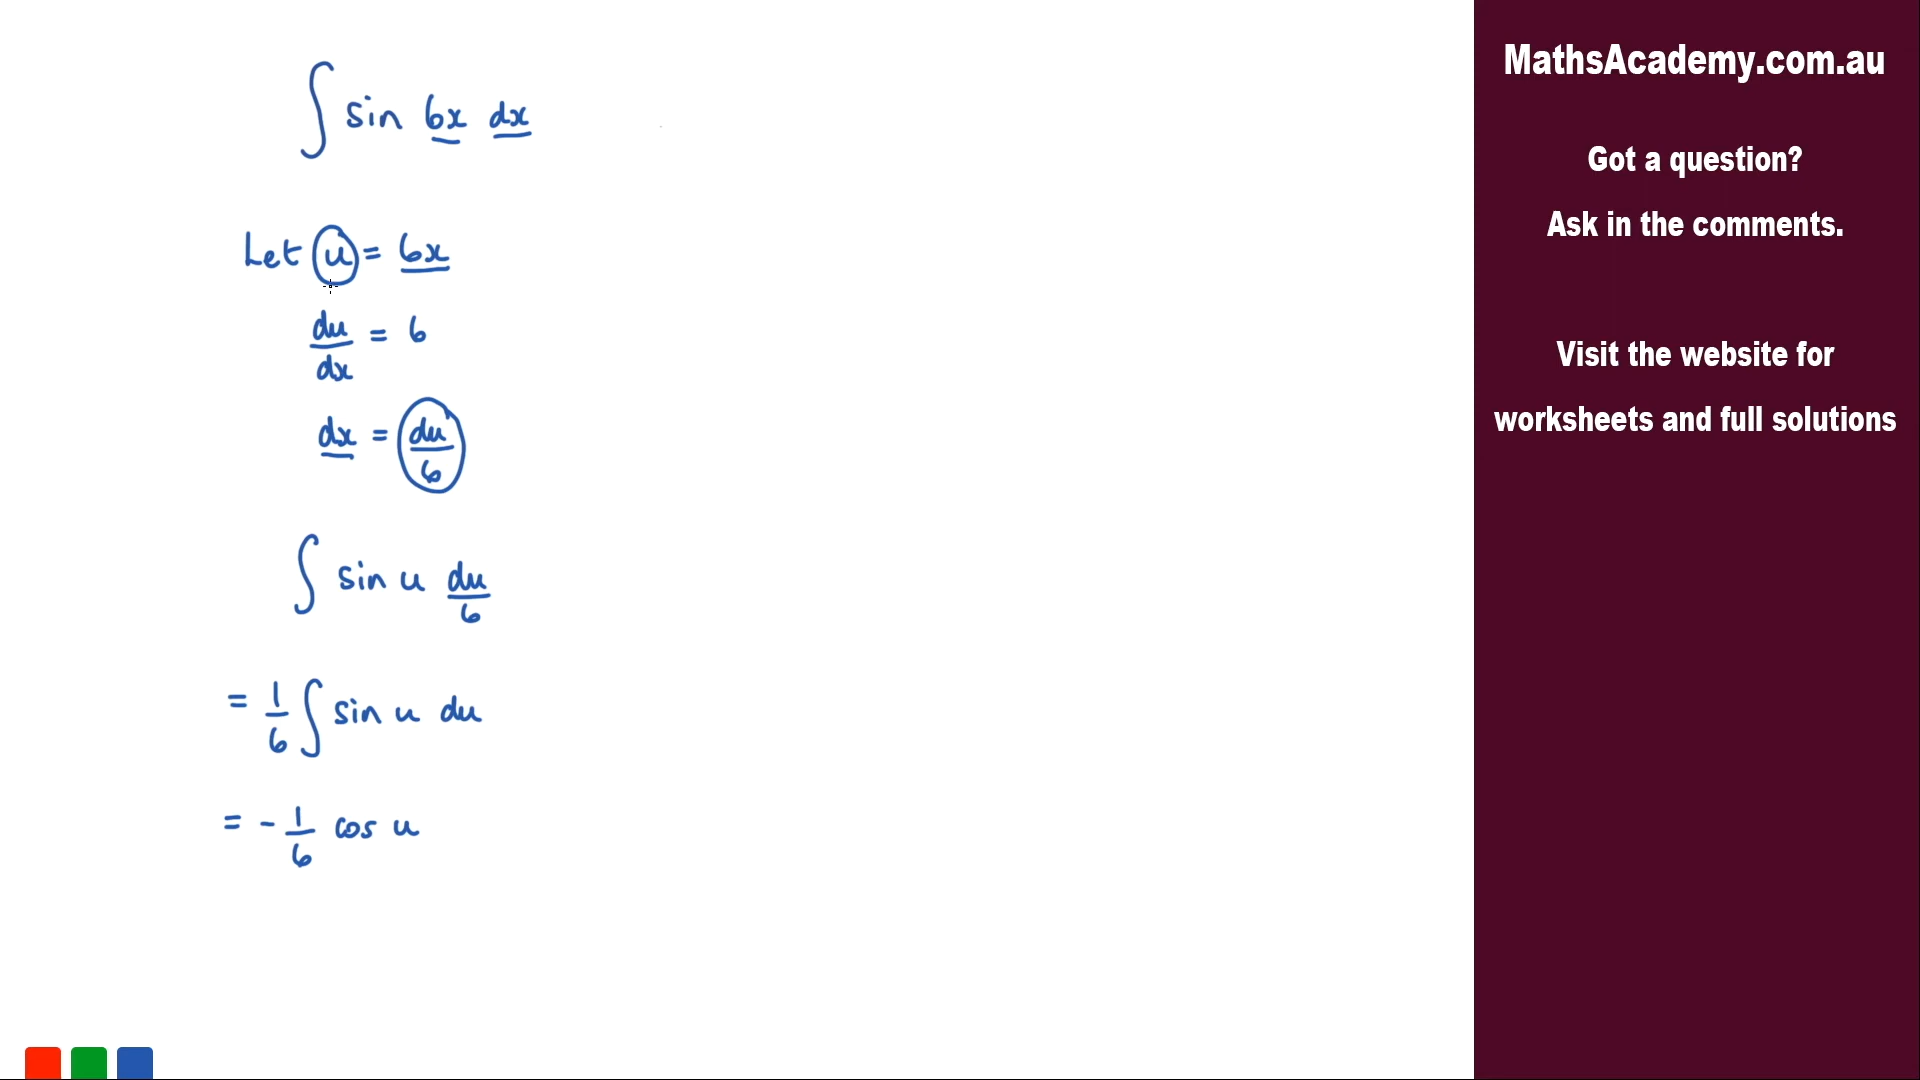 ∫ sin 6x dx
Let u = 6x
du/dx = 6
dx = du/6
∫ sin u du/6
= 1/6 ∫ sin u du
= - 1/6 cos u
MathsAcademy.com.au
Got a question?
Ask in the comments.
Visit the website for
worksheets and full solutions